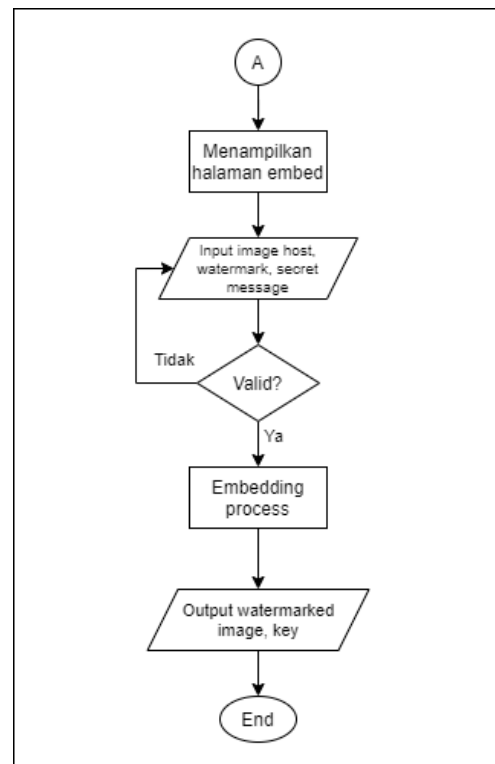 A
Menampilkan
halaman embed
Input image host,
watermark, secret
message
Tidak
Valid?
Ya
Embedding
process
Output watermarked
image, key
End